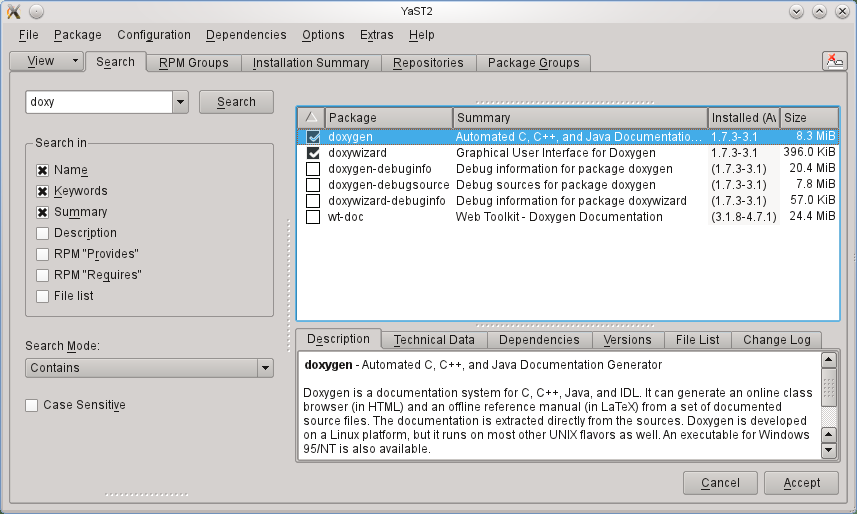 YaST2
File Package Configuration Dependencies Options Extras Help
View Search RPM Groups Installation Summary Repositories Package Groups
doxy Search
Search in
Name
Keywords
Summary
Description
RPM "Provides"
RPM "Requires"
File list
Search Mode:
Contains
Case Sensitive
Package Summary Installed (Av Size
doxygen Automated C, C++, and Java Documentatio... 1.7.3-3.1 8.3 MiB
doxywizard Graphical User Interface for Doxygen 1.7.3-3.1 396.0 KiB
doxygen-debuginfo Debug information for package doxygen (1.7.3-3.1) 20.4 MiB
doxygen-debugsource Debug sources for package doxygen (1.7.3-3.1) 7.8 MiB
doxywizard-debuginfo Debug information for package doxywizard (1.7.3-3.1) 57.0 KiB
wt-doc Web Toolkit - Doxygen Documentation (3.1.8-4.7.1) 24.4 MiB
Description Technical Data Dependencies Versions File List Change Log
doxygen - Automated C, C++, and Java Documentation Generator
Doxygen is a documentation system for C, C++, Java, and IDL. It can generate an online class
browser (in HTML) and an offline reference manual (in LaTeX) from a set of documented
source files. The documentation is extracted directly from the sources. Doxygen is developed
on a Linux platform, but it runs on most other UNIX flavors as well. An executable for Windows
95/NT is also available.
Cancel Accept